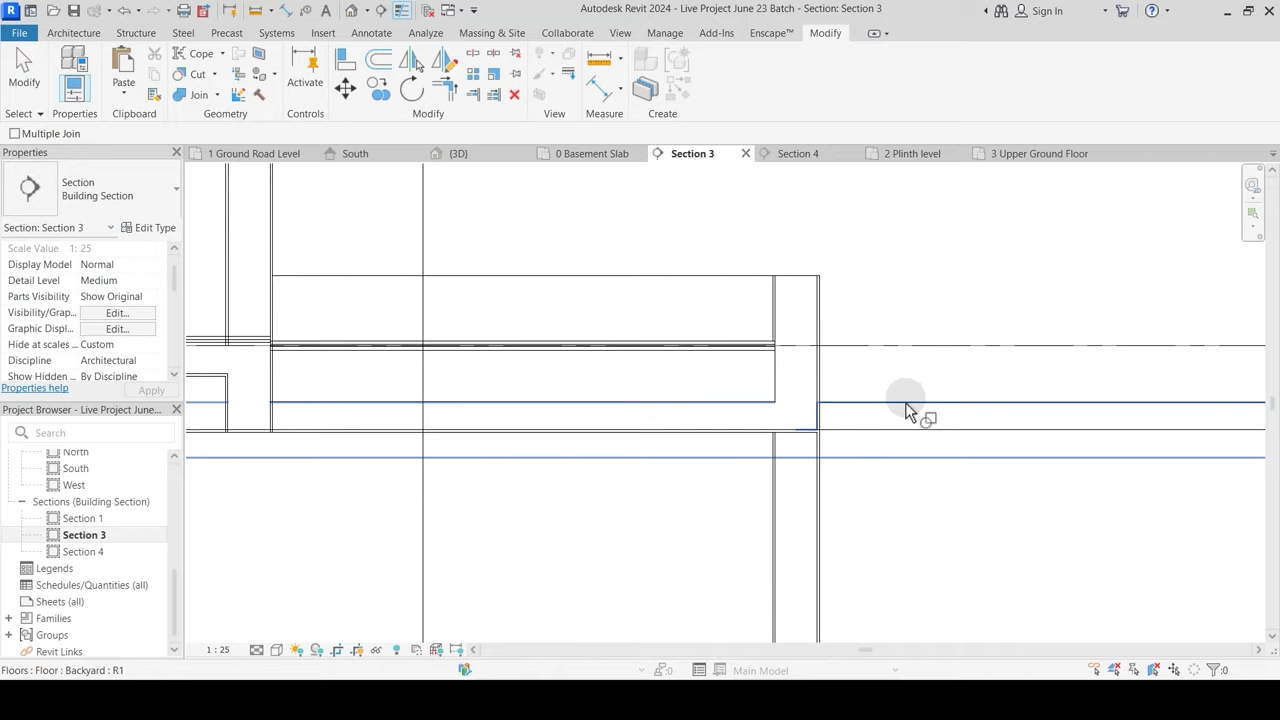 Autodesk Revit 2024 - Live Project June 23 Batch - Section: Section 3
Sign In
File Architecture Structure Steel Precast Systems Insert Annotate Analyze Massing & Site Collaborate View Manage Add-Ins Enscape™ Modify
Modify Paste Cope Cut Join Activate
Select Properties Clipboard Geometry Controls Modify View Measure Create
Multiple Join
Properties
1 Ground Road Level South {3D} 0 Basement Slab Section 3 Section 4 2 Plinth level 3 Upper Ground Floor
Section
Building Section
Section: Section 3 Edit Type
Scale Value 1: 25
Display Model Normal
Detail Level Medium
Parts Visibility Show Original
Visibility/Grap... Edit...
Graphic Displ... Edit...
Hide at scales ... Custom
Discipline Architectural
Show Hidden ... By Discipline
Properties help Apply
Project Browser - Live Project June...
Search
North
South
West
Sections (Building Section)
Section 1
Section 3
Section 4
Legends
Schedules/Quantities (all)
Sheets (all)
Families
Groups
Revit Links
1 : 25
Floors : Floor : Backyard : R1
:0
Main Model
:0